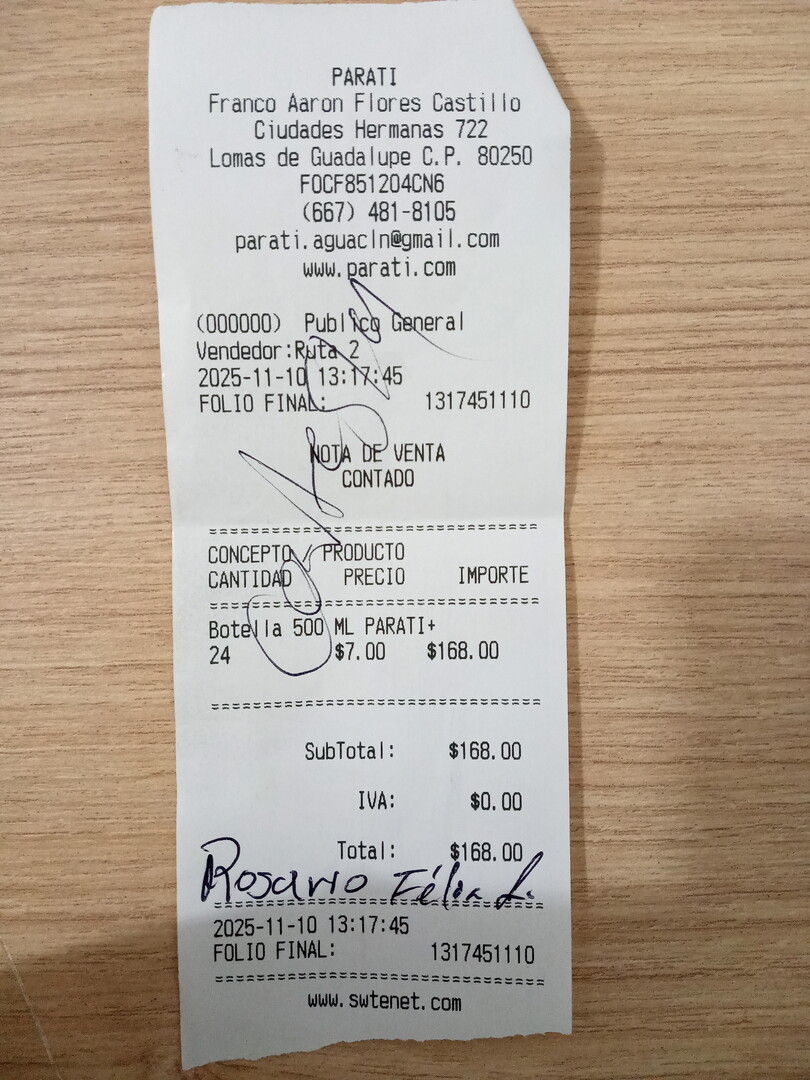 PARATI
Franco Aaron Flores Castillo
Ciudades Hermanas 722
Lomas de Guadalupe C.P. 80250
FOCF851204CN6
(667) 481-8105
parati.aguacln@gmail.com
www.parati.com
(000000) Publico General
Vendedor:Ruta 2
2025-11-10 13:17:45
FOLIO FINAL: 1317451110
NOTA DE VENTA
CONTADO
CONCEPTO / PRODUCTO
CANTIDAD PRECIO IMPORTE
Botella 500 ML PARATI+
24 $7.00 $168.00
SubTotal: $168.00
IVA: $0.00
Total: $168.00
Rosario Félix L.
2025-11-10 13:17:45
FOLIO FINAL: 1317451110
www.swtenet.com